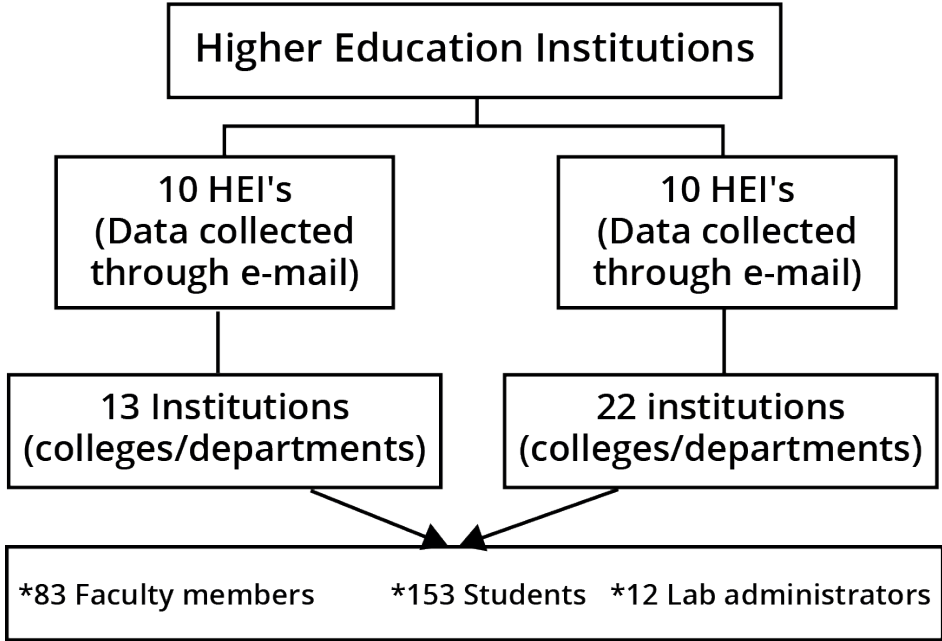 Higher Education Institutions
10 HEI's
(Data collected
through e-mail)
10 HEI's
(Data collected
through e-mail)
13 Institutions
(colleges/departments)
22 institutions
(colleges/departments)
*83 Faculty members
*153 Students
*12 Lab administrators